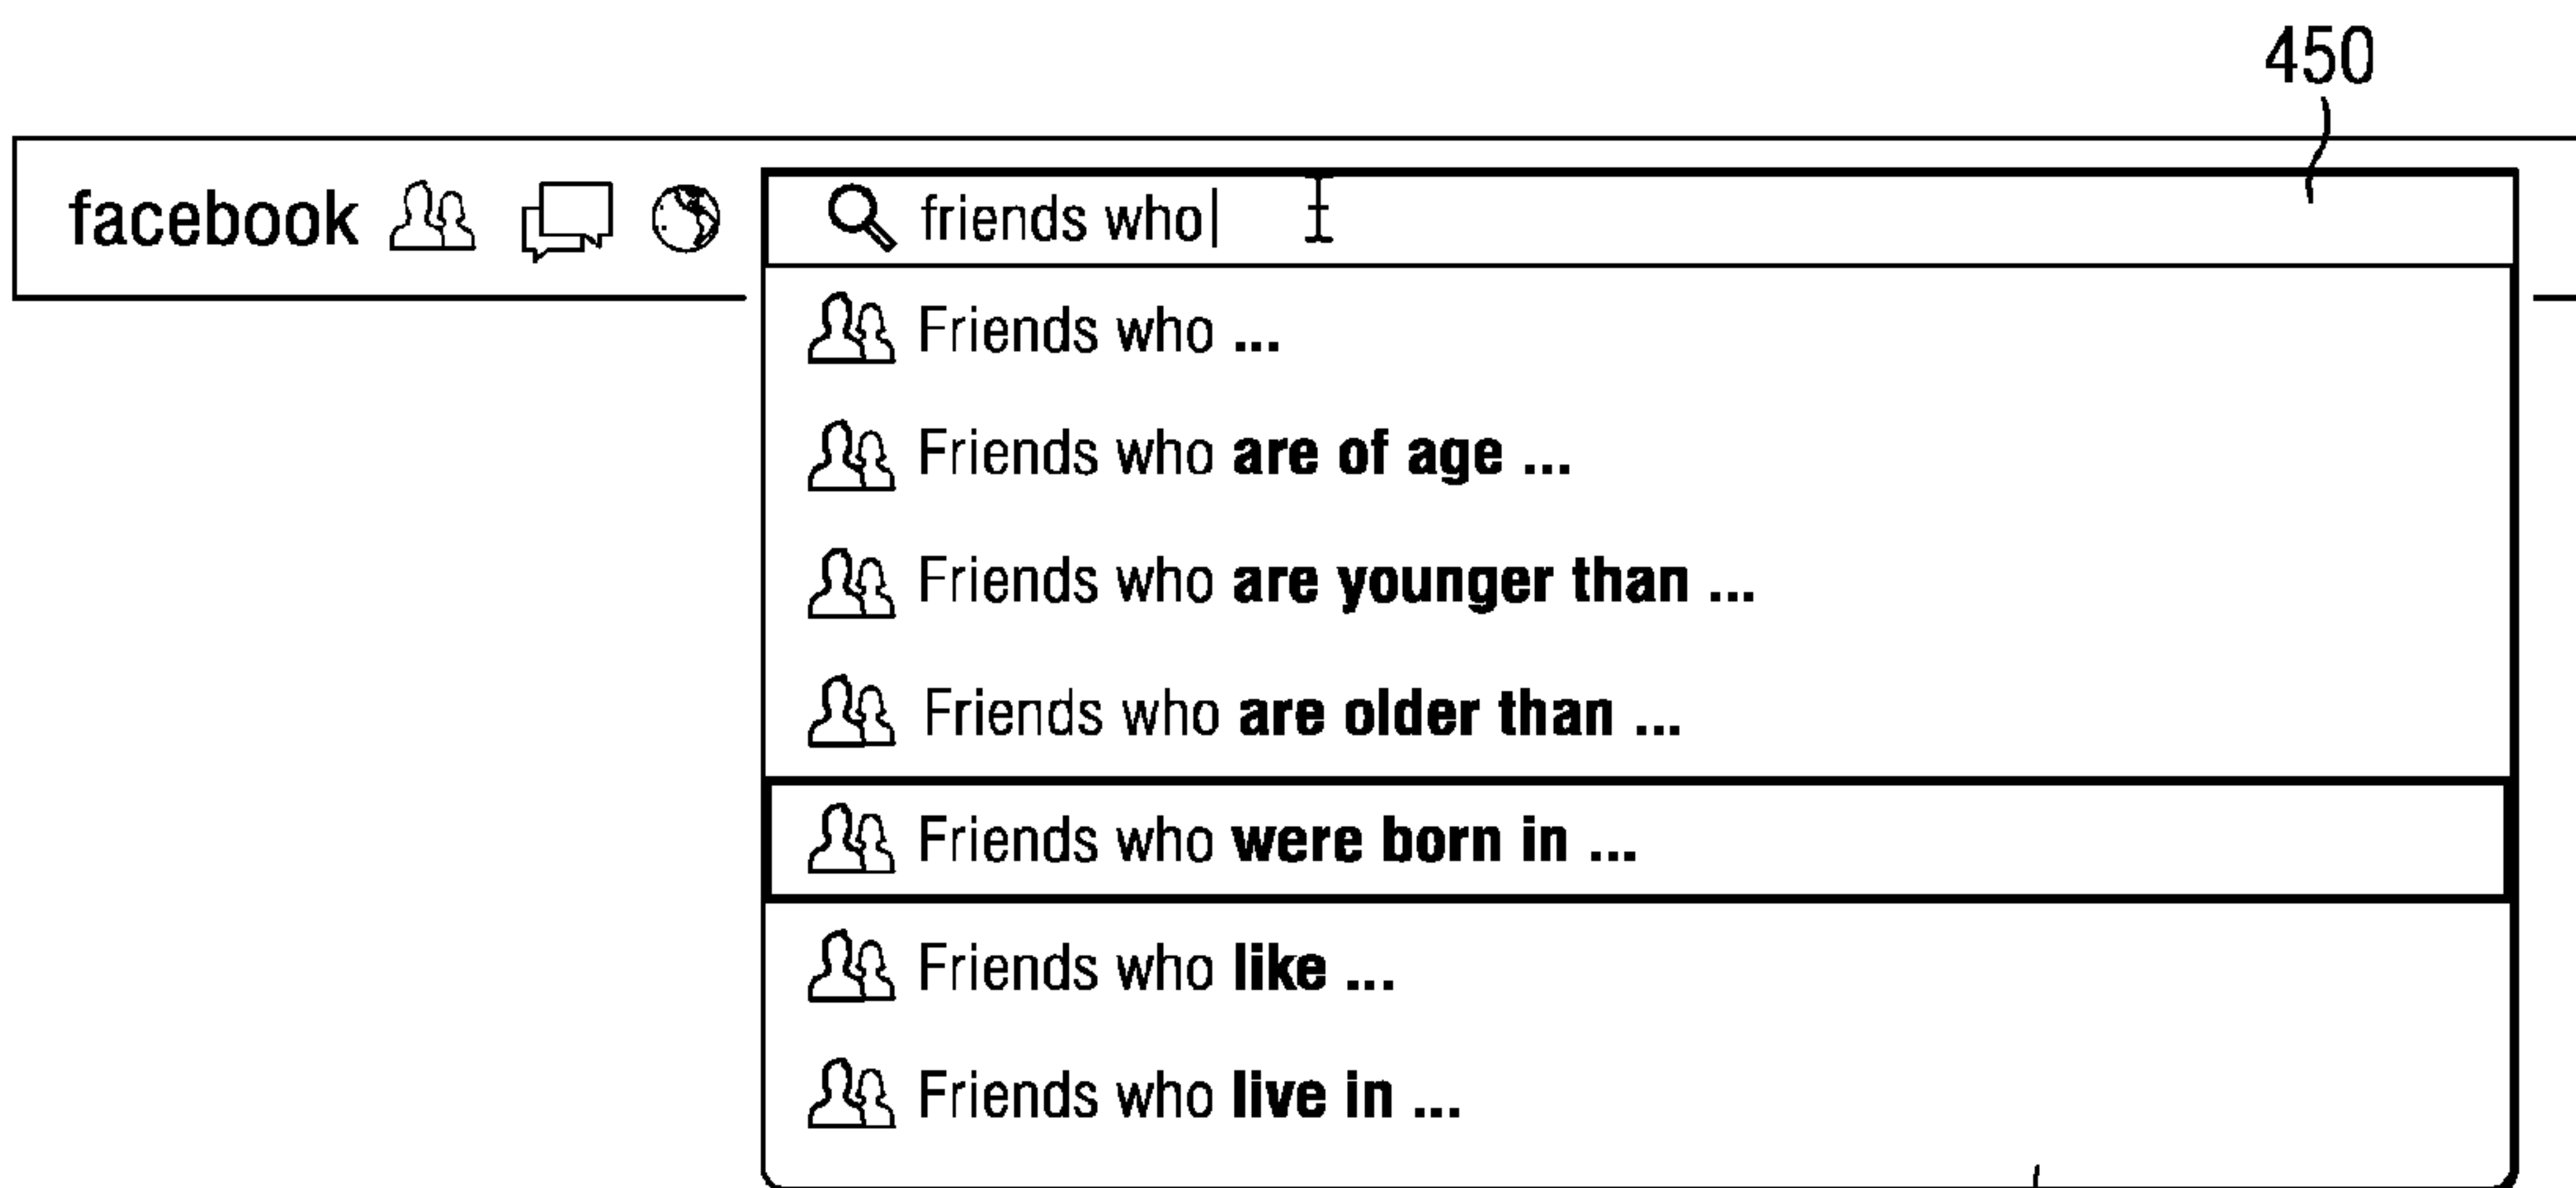 450
facebook friends who
Friends who ...
Friends who are of age ...
Friends who are younger than ...
Friends who are older than ...
Friends who were born in ...
Friends who like ...
Friends who live in ...